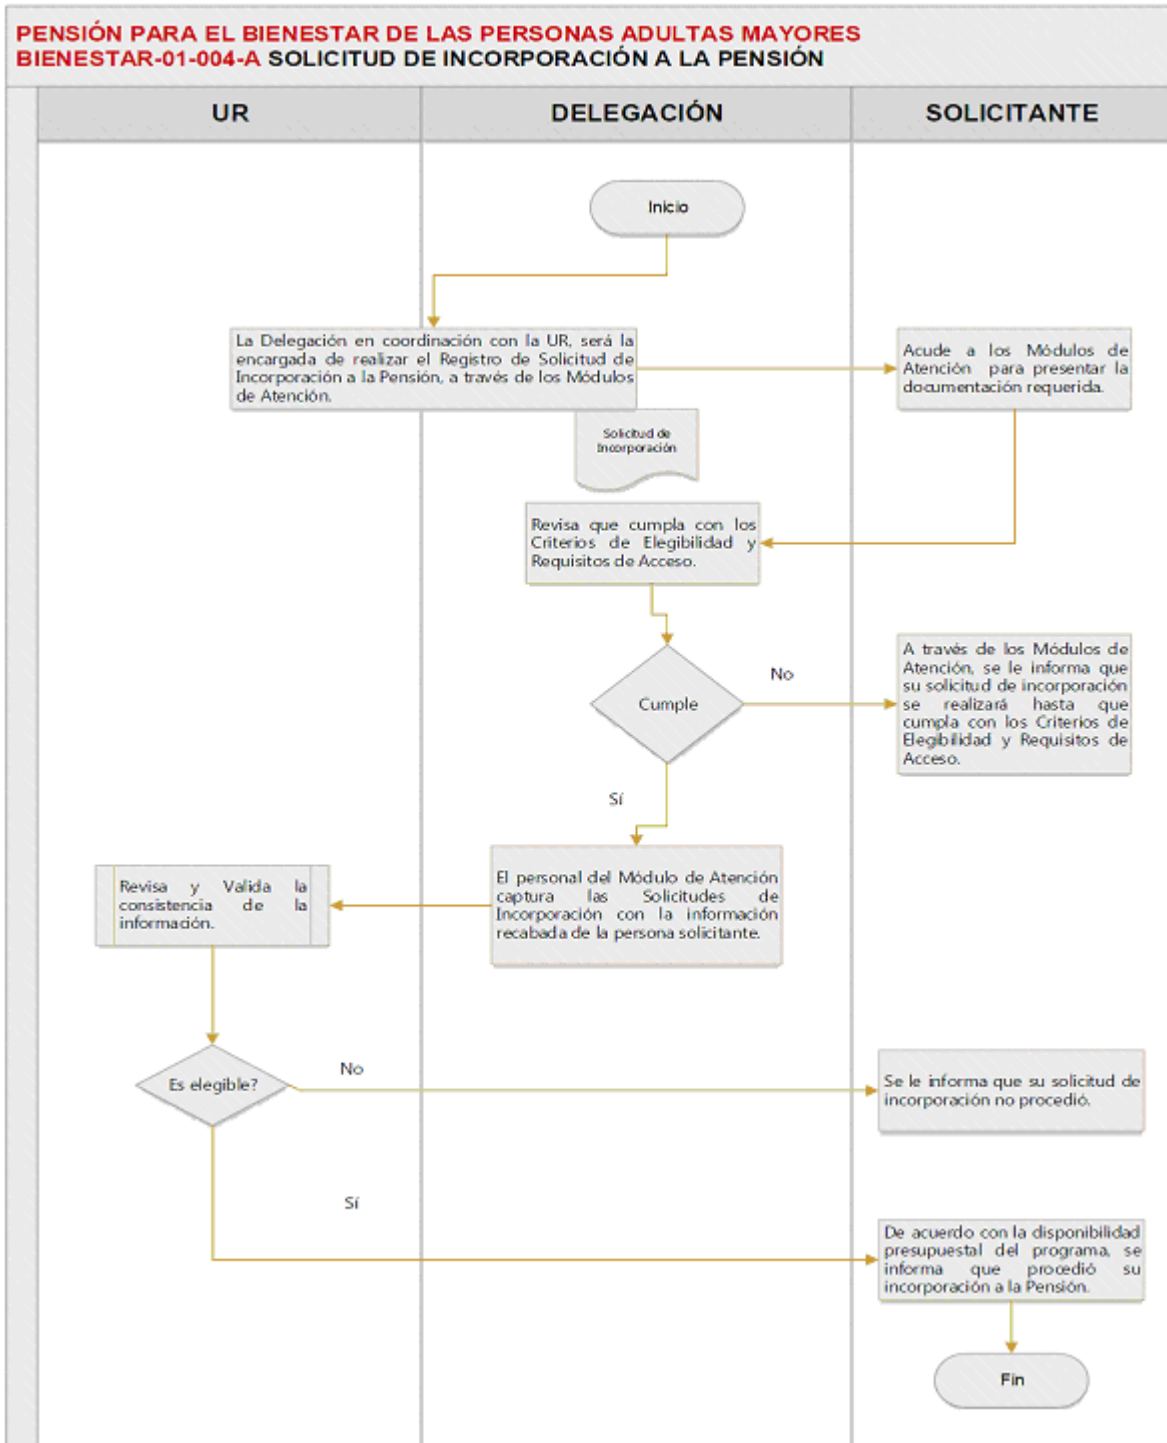 PENSIÓN PARA EL BIENESTAR DE LAS PERSONAS ADULTAS MAYORES
BIENESTAR-01-004-A SOLICITUD DE INCORPORACIÓN A LA PENSIÓN
UR
DELEGACIÓN
SOLICITANTE
Inicio
La Delegación en coordinación con la UR, será la
encargada de realizar el Registro de Solicitud de
Incorporación a la Pensión, a través de los Módulos
de Atención.
Acude a los Módulos de
Atención para presentar la
documentación requerida.
Solicitud de
Incorporación
Revisa que cumpla con los
Criterios de Elegibilidad y
Requisitos de Acceso.
Cumple
No
A través de los Módulos de
Atención, se le informa que
su solicitud de incorporación
se realizará hasta que
cumpla con los Criterios de
Elegibilidad y Requisitos de
Acceso.
Sí
El personal del Módulo de Atención
captura las Solicitudes de
Incorporación con la información
recabada de la persona solicitante.
Revisa y Valida la
consistencia de la
información.
Es elegible?
No
Se le informa que su solicitud de
incorporación no procedió.
Sí
De acuerdo con la disponibilidad
presupuestal del programa, se
informa que procedió su
incorporación a la Pensión.
Fin